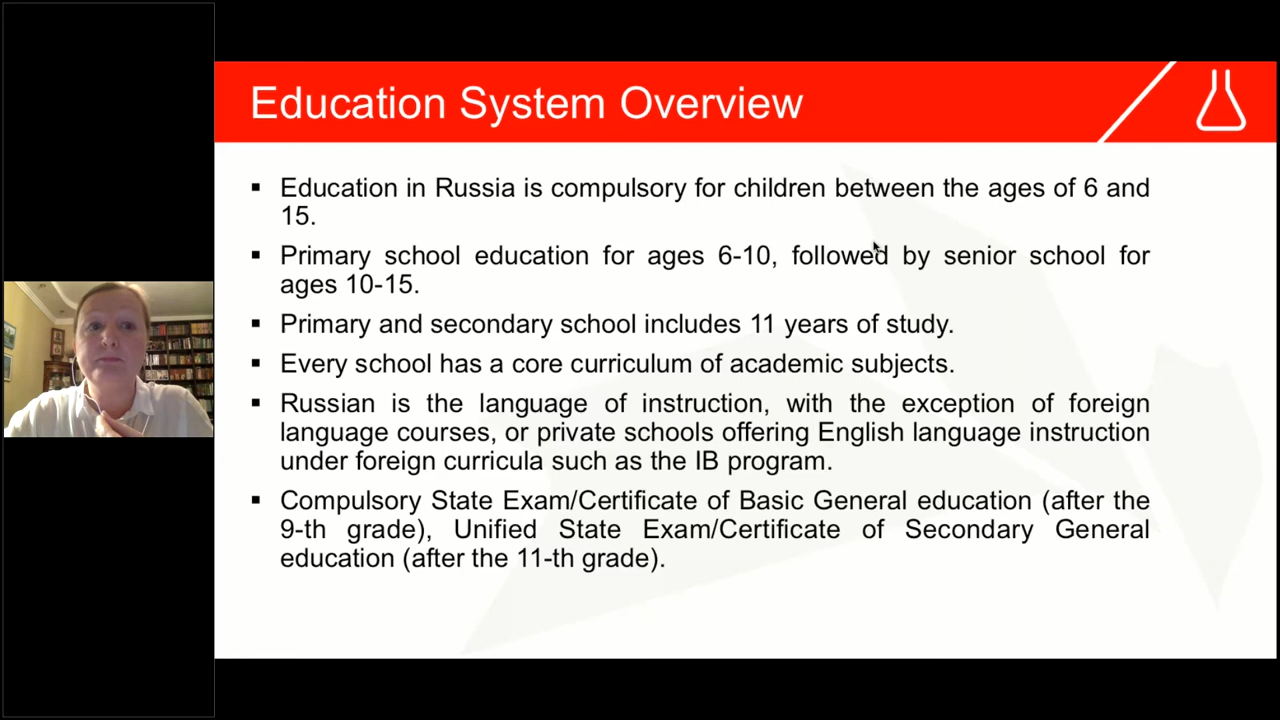 Education System Overview
▪ Education in Russia is compulsory for children between the ages of 6 and
15.
▪ Primary school education for ages 6-10, followed by senior school for
ages 10-15.
▪ Primary and secondary school includes 11 years of study.
▪ Every school has a core curriculum of academic subjects.
▪ Russian is the language of instruction, with the exception of foreign
language courses, or private schools offering English language instruction
under foreign curricula such as the IB program.
▪ Compulsory State Exam/Certificate of Basic General education (after the
9-th grade), Unified State Exam/Certificate of Secondary General
education (after the 11-th grade).